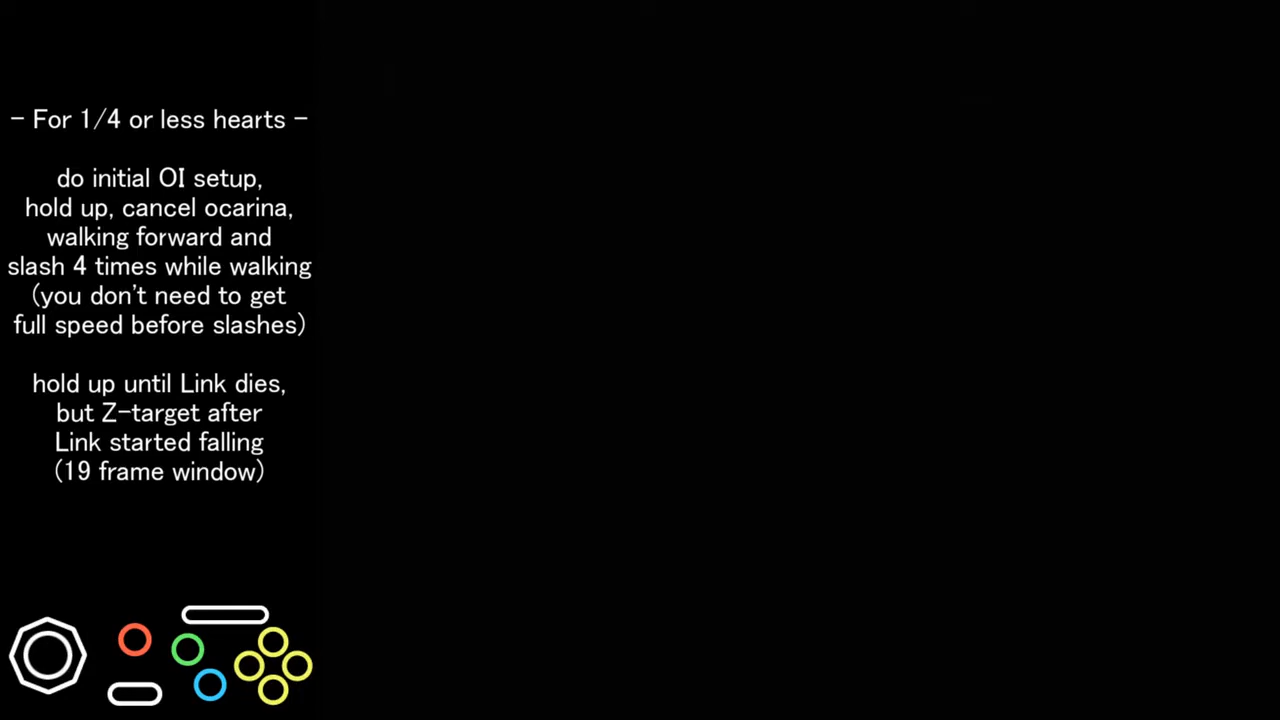 - For 1/4 or less hearts -
do initial OI setup,
hold up, cancel ocarina,
walking forward and
slash 4 times while walking
(you don't need to get
full speed before slashes)
hold up until Link dies,
but Z-target after
Link started falling
(19 frame window)